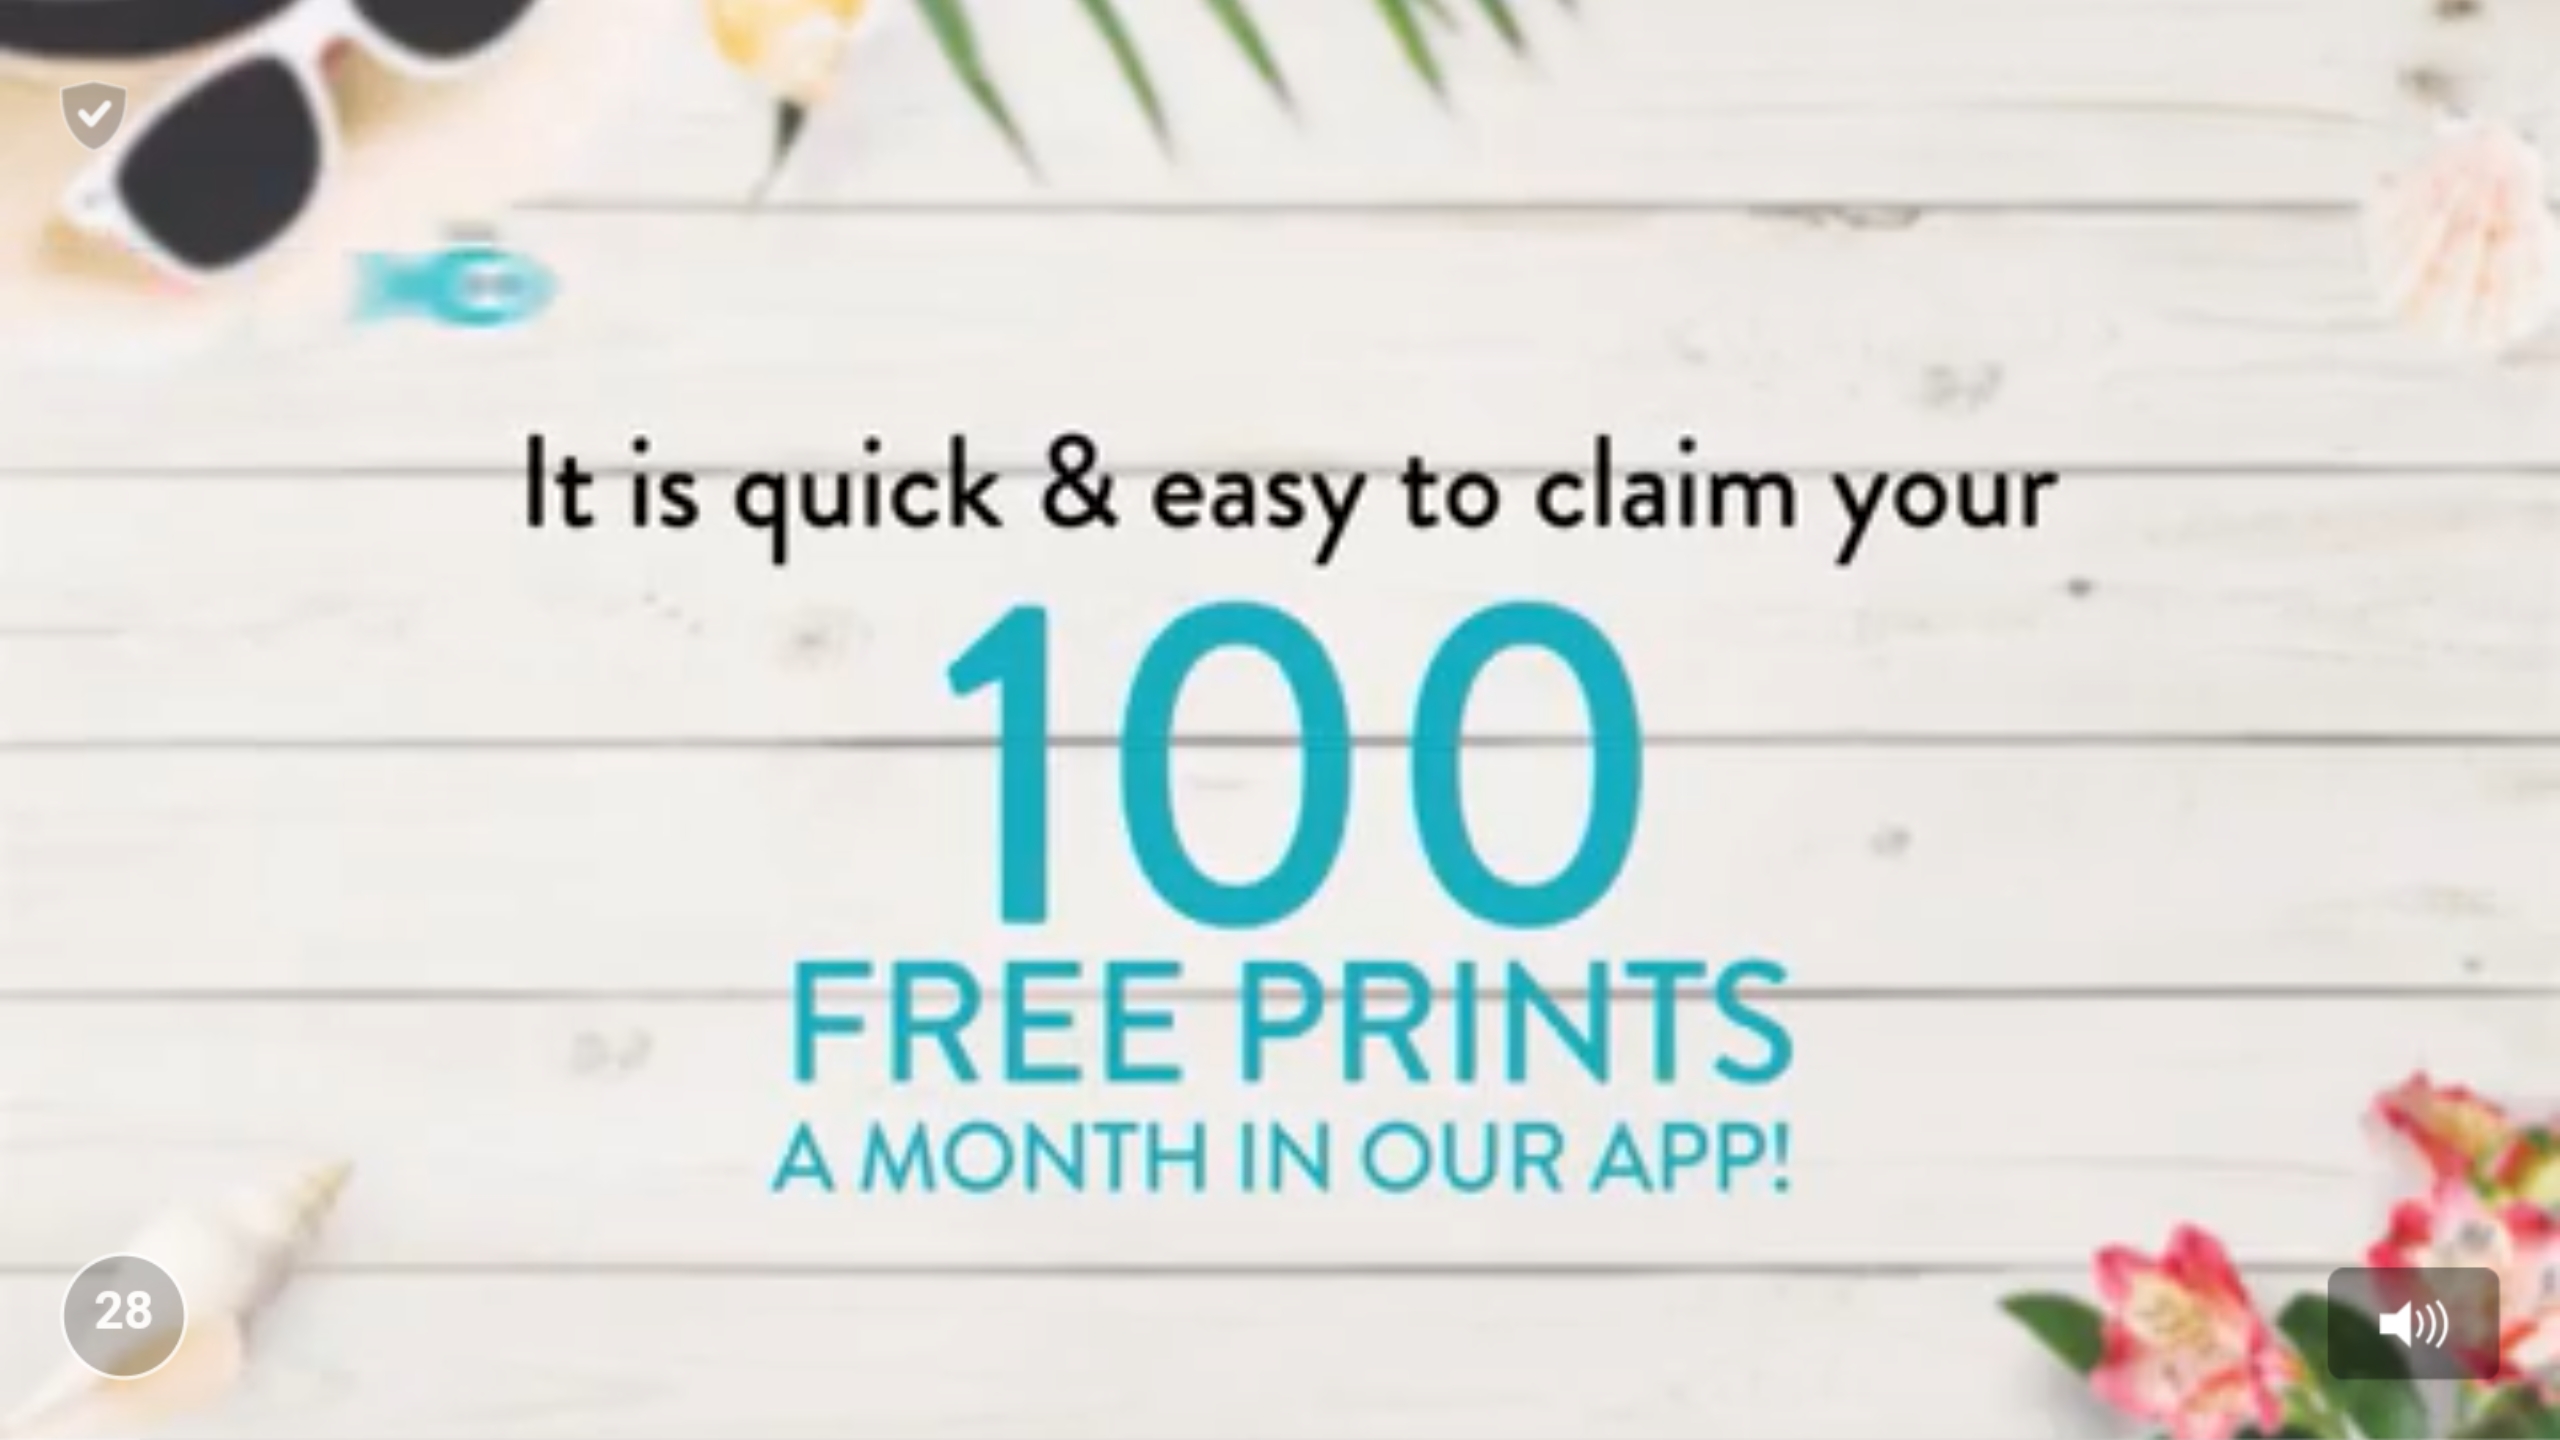 It is quick & easy to claim your
100
FREE PRINTS
A MONTH IN OUR APP!
28